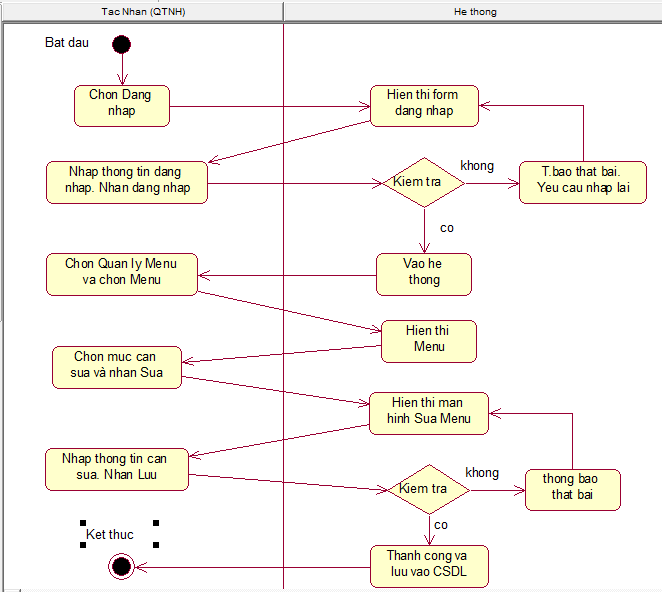 Tac Nhan (QTNH)
He thong
Bat dau
Chon Dang
nhap
Hien thi form
dang nhap
Nhap thong tin dang
nhap. Nhan dang nhap
Kiem tra
khong
T.bao that bai.
Yeu cau nhap lai
co
Chon Quan ly Menu
va chon Menu
Vao he
thong
Hien thi
Menu
Chon muc can
sua và nhan Sua
Hien thi man
hinh Sua Menu
Nhap thong tin can
sua. Nhan Luu
Kiem tra
khong
thong bao
that bai
co
Ket thuc
Thanh cong va
luu vao CSDL